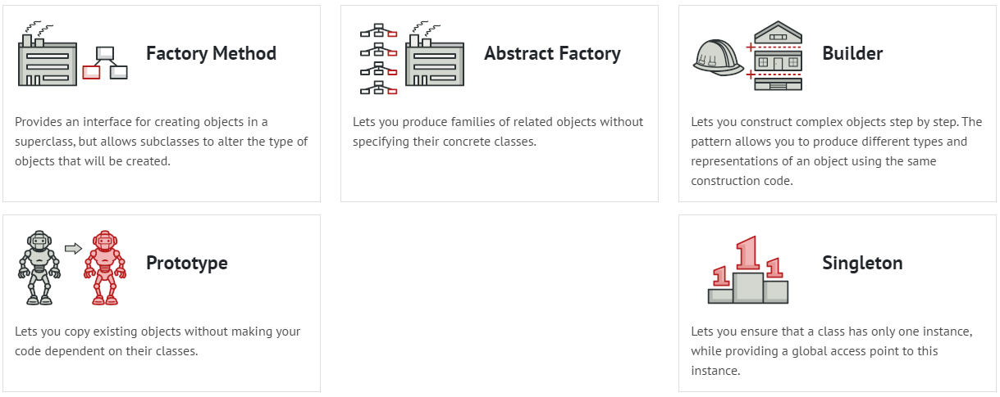 Factory Method
Provides an interface for creating objects in a
superclass, but allows subclasses to alter the type of
objects that will be created.
Abstract Factory
Lets you produce families of related objects without
specifying their concrete classes.
Builder
Lets you construct complex objects step by step. The
pattern allows you to produce different types and
representations of an object using the same
construction code.
Prototype
Lets you copy existing objects without making your
code dependent on their classes.
1 1 1
Singleton
Lets you ensure that a class has only one instance,
while providing a global access point to this
instance.